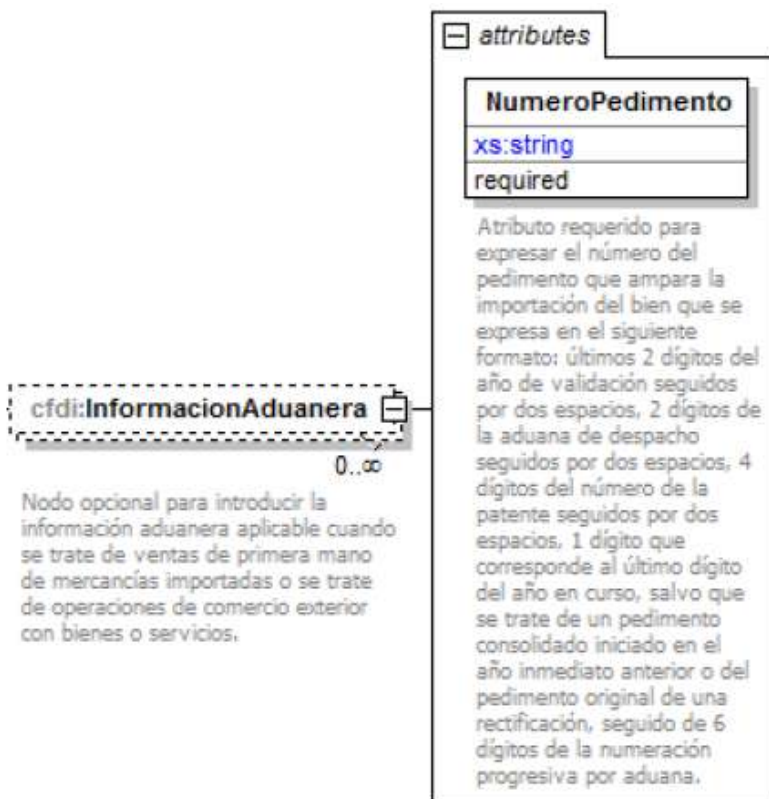 attributes
NumeroPedimento
xs:string
required
Atributo requerido para
expresar el número del
pedimento que ampara la
importación del bien que se
expresa en el siguiente
formato: últimos 2 dígitos del
año de validación seguidos
por dos espacios, 2 dígitos de
la aduana de despacho
seguidos por dos espacios, 4
dígitos del número de la
patente seguidos por dos
espacios, 1 dígito que
corresponde al último dígito
del año en curso, salvo que
se trate de un pedimento
consolidado iniciado en el
año inmediato anterior o del
pedimento original de una
rectificación, seguido de 6
dígitos de la numeración
progresiva por aduana.
cfdi:InformacionAduanera
0..∞
Nodo opcional para introducir la
información aduanera aplicable cuando
se trate de ventas de primera mano
de mercancías importadas o se trate
de operaciones de comercio exterior
con bienes o servicios.